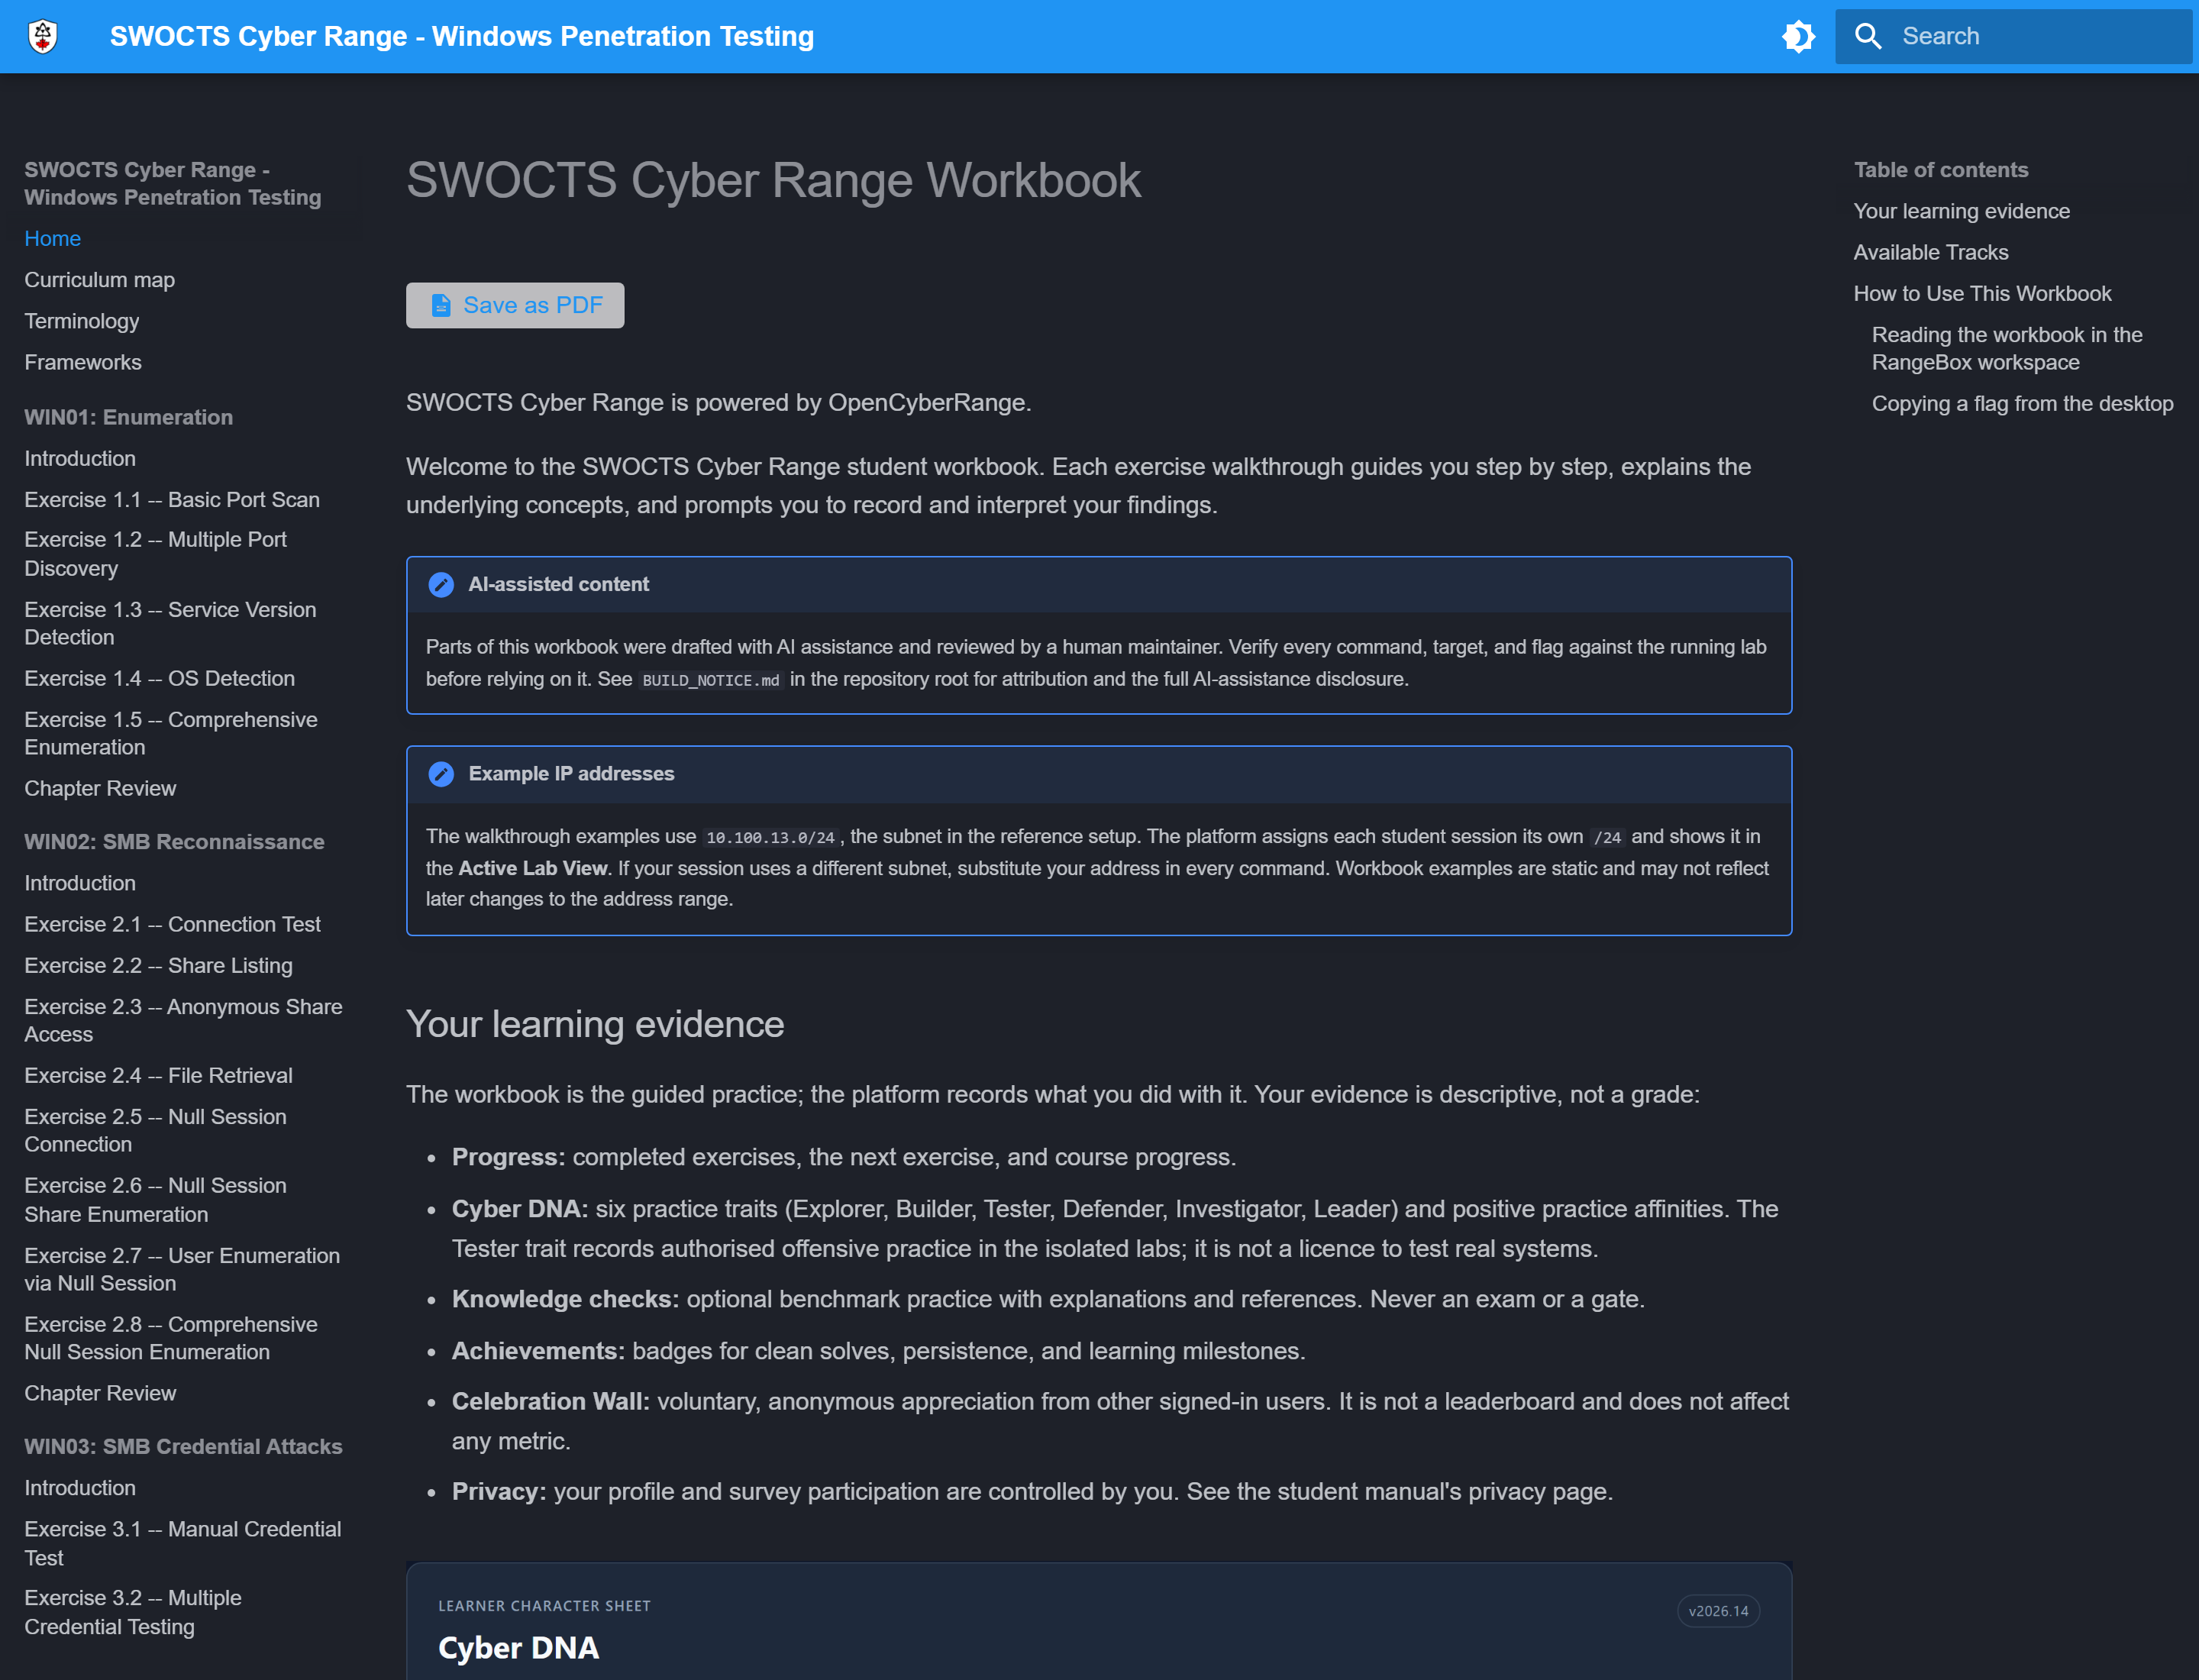 SWOCTS Cyber Range - Windows Penetration Testing
Search
SWOCTS Cyber Range -
Windows Penetration Testing
Home
Curriculum map
Terminology
Frameworks
WIN01: Enumeration
Introduction
Exercise 1.1 -- Basic Port Scan
Exercise 1.2 -- Multiple Port
Discovery
Exercise 1.3 -- Service Version
Detection
Exercise 1.4 -- OS Detection
Exercise 1.5 -- Comprehensive
Enumeration
Chapter Review
WIN02: SMB Reconnaissance
Introduction
Exercise 2.1 -- Connection Test
Exercise 2.2 -- Share Listing
Exercise 2.3 -- Anonymous Share
Access
Exercise 2.4 -- File Retrieval
Exercise 2.5 -- Null Session
Connection
Exercise 2.6 -- Null Session
Share Enumeration
Exercise 2.7 -- User Enumeration
via Null Session
Exercise 2.8 -- Comprehensive
Null Session Enumeration
Chapter Review
WIN03: SMB Credential Attacks
Introduction
Exercise 3.1 -- Manual Credential
Test
Exercise 3.2 -- Multiple
Credential Testing
SWOCTS Cyber Range Workbook
Save as PDF
SWOCTS Cyber Range is powered by OpenCyberRange.
Welcome to the SWOCTS Cyber Range student workbook. Each exercise walkthrough guides you step by step, explains the
underlying concepts, and prompts you to record and interpret your findings.
AI-assisted content
Parts of this workbook were drafted with AI assistance and reviewed by a human maintainer. Verify every command, target, and flag against the running lab
before relying on it. See BUILD_NOTICE.md in the repository root for attribution and the full AI-assistance disclosure.
Example IP addresses
The walkthrough examples use 10.100.13.0/24, the subnet in the reference setup. The platform assigns each student session its own /24 and shows it in
the Active Lab View. If your session uses a different subnet, substitute your address in every command. Workbook examples are static and may not reflect
later changes to the address range.
Your learning evidence
The workbook is the guided practice; the platform records what you did with it. Your evidence is descriptive, not a grade:
• Progress: completed exercises, the next exercise, and course progress.
• Cyber DNA: six practice traits (Explorer, Builder, Tester, Defender, Investigator, Leader) and positive practice affinities. The
Tester trait records authorised offensive practice in the isolated labs; it is not a licence to test real systems.
• Knowledge checks: optional benchmark practice with explanations and references. Never an exam or a gate.
• Achievements: badges for clean solves, persistence, and learning milestones.
• Celebration Wall: voluntary, anonymous appreciation from other signed-in users. It is not a leaderboard and does not affect
any metric.
• Privacy: your profile and survey participation are controlled by you. See the student manual's privacy page.
LEARNER CHARACTER SHEET
v2026.14
Cyber DNA
Table of contents
Your learning evidence
Available Tracks
How to Use This Workbook
Reading the workbook in the
RangeBox workspace
Copying a flag from the desktop